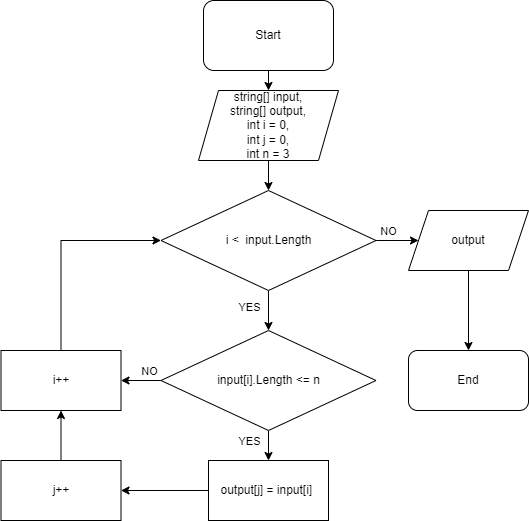 Start
string[] input,
string[] output,
int i = 0,
int j = 0,
int n = 3
i <  input.Length
NO
output
YES
i++
NO
input[i].Length <= n
End
YES
j++
output[j] = input[i]